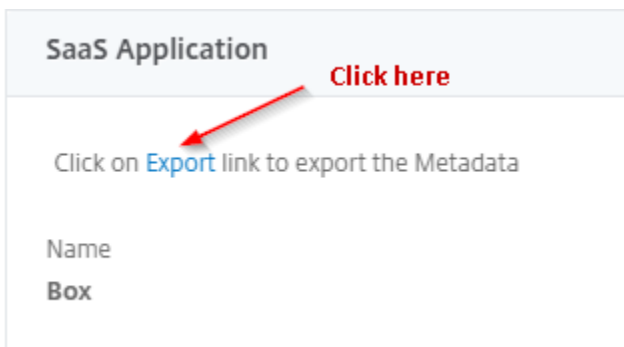 SaaS Application
Click here
Click on Export link to export the Metadata
Name
Box